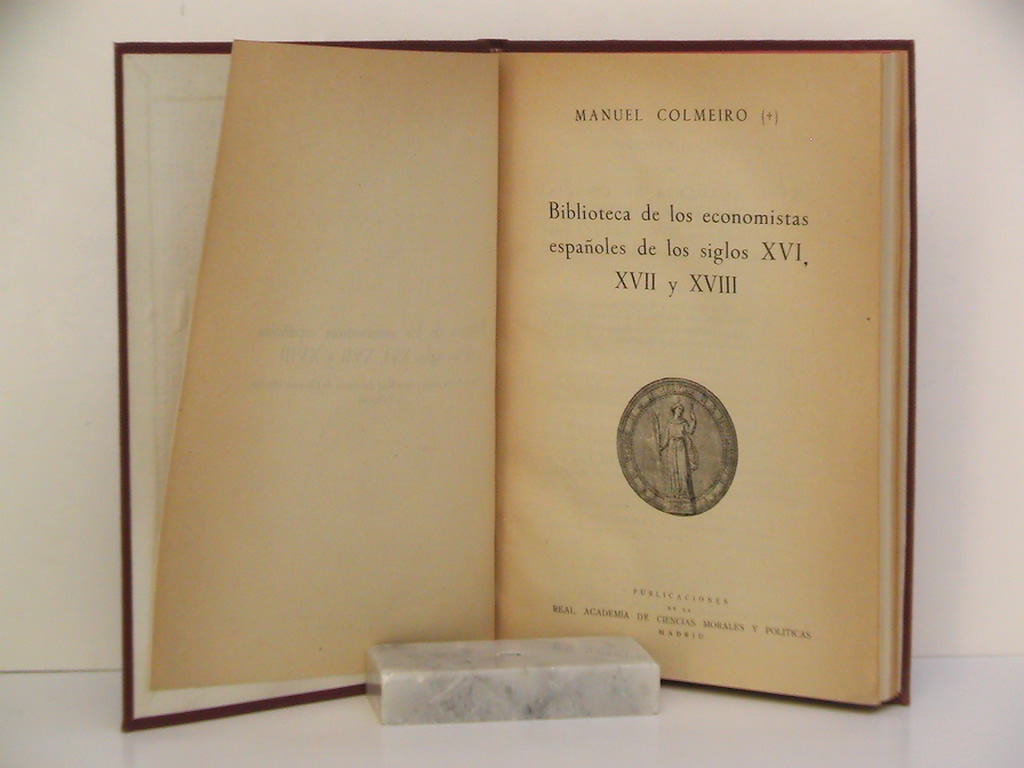 MANUEL COLMEIRO (+)
Biblioteca de los economistas
españoles de los siglos XVI,
XVII y XVIII
PUBLICACIONES
DE LA
REAL ACADEMIA DE CIENCIAS MORALES Y POLITICAS
MADRID